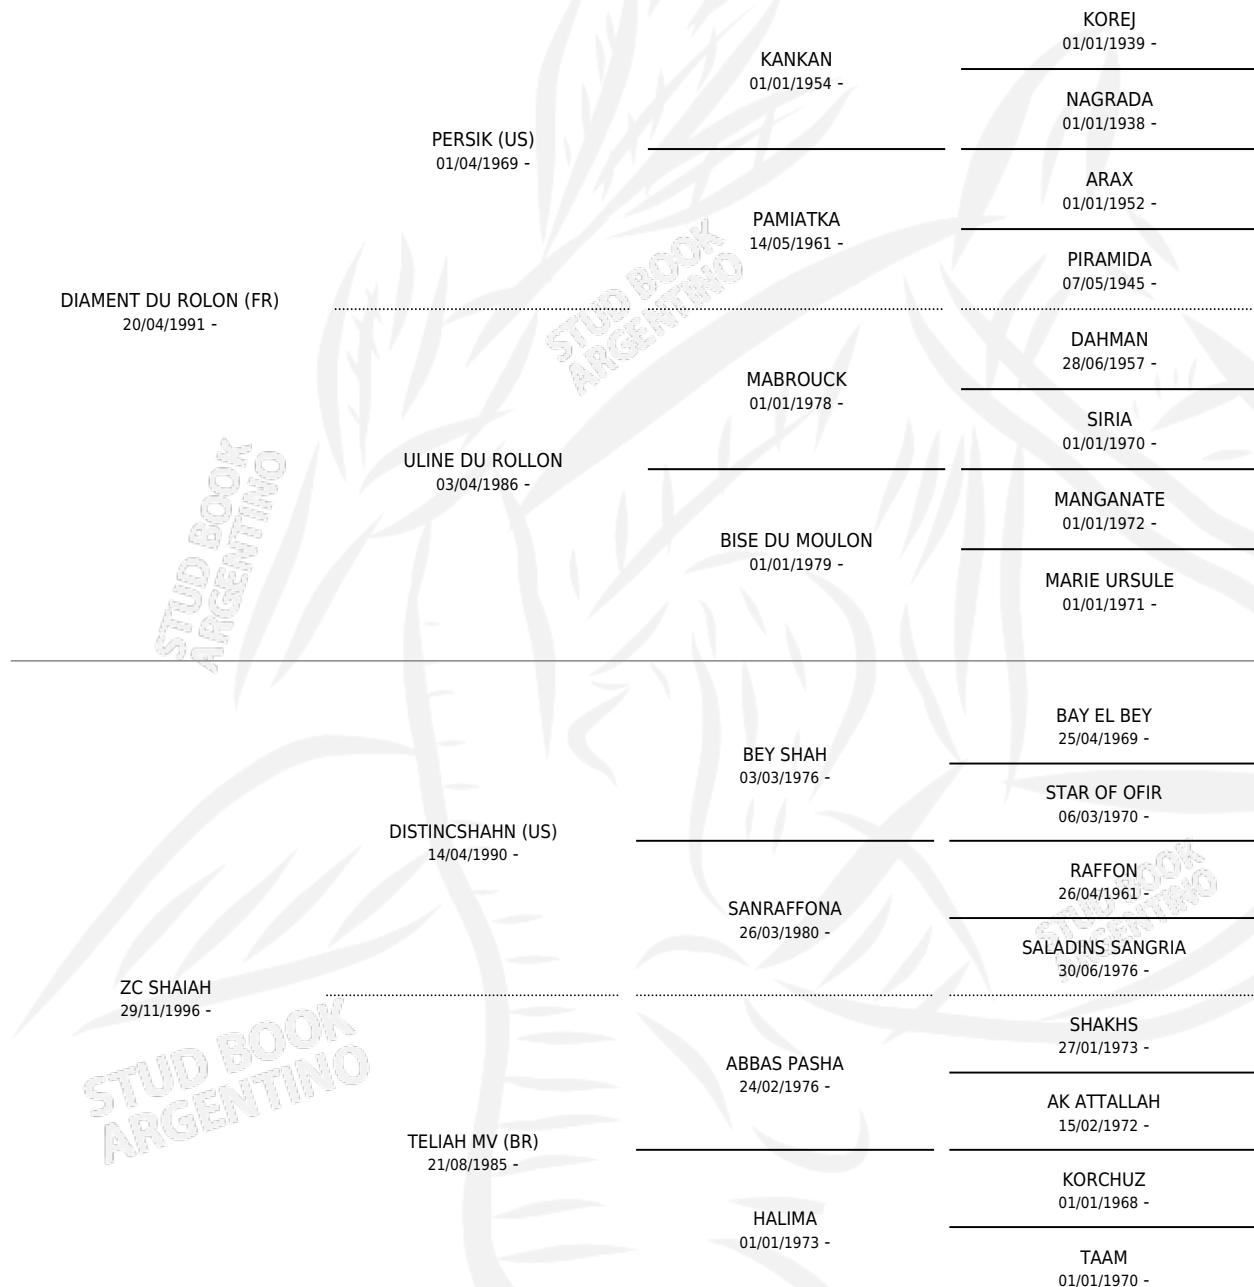 KOREJ
01/01/1939 -
KANKAN
01/01/1954 -
NAGRADA
01/01/1938 -
PERSIK (US)
01/04/1969 -
ARAX
01/01/1952 -
PAMIATKA
14/05/1961 -
PIRAMIDA
07/05/1945 -
DIAMENT DU ROLON (FR)
20/04/1991 -
STUD BOOK
ARGENTINO
DAHMAN
28/06/1957 -
MABROUCK
01/01/1978 -
SIRIA
01/01/1970 -
ULINE DU ROLLON
03/04/1986 -
MANGANATE
01/01/1972 -
BISE DU MOULON
01/01/1979 -
MARIE URSULE
01/01/1971 -
STUD BOOK
ARGENTINO
BAY EL BEY
25/04/1969 -
BEY SHAH
03/03/1976 -
STAR OF OFIR
06/03/1970 -
DISTINCSHAHN (US)
14/04/1990 -
RAFFON
26/04/1961 -
SANRAFFONA
26/03/1980 -
SALADINS SANGRIA
30/06/1976 -
STUD BOOK
ARGENTINO
ZC SHAIAH
29/11/1996 -
SHAKHS
27/01/1973 -
ABBAS PASHA
24/02/1976 -
AK ATTALLAH
15/02/1972 -
STUD BOOK
ARGENTINO
TELIAH MV (BR)
21/08/1985 -
KORCHUZ
01/01/1968 -
HALIMA
01/01/1973 -
TAAM
01/01/1970 -